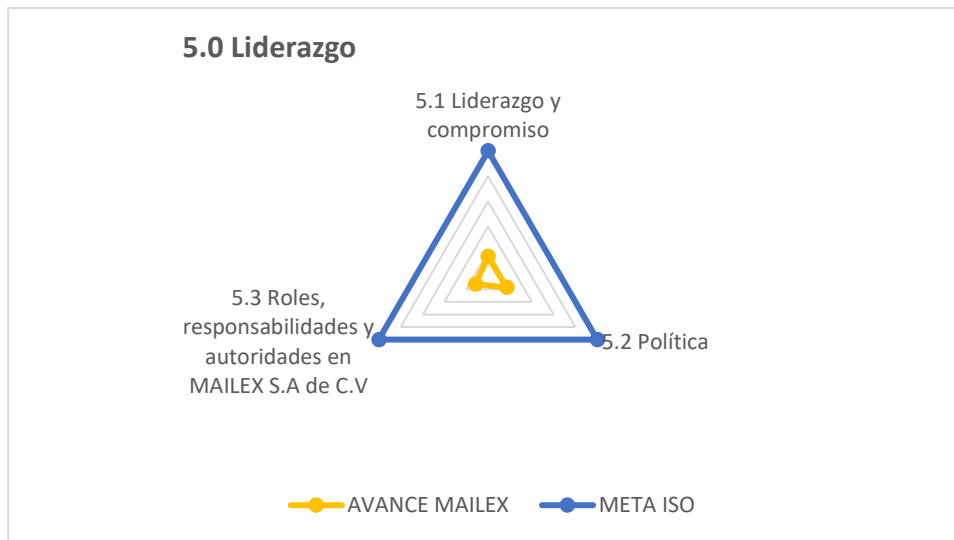 5.0 Liderazgo
5.1 Liderazgo y
compromiso
5.3 Roles,
responsabilidades y
autoridades en
MAILEX S.A de C.V
5.2 Política
AVANCE MAILEX
META ISO